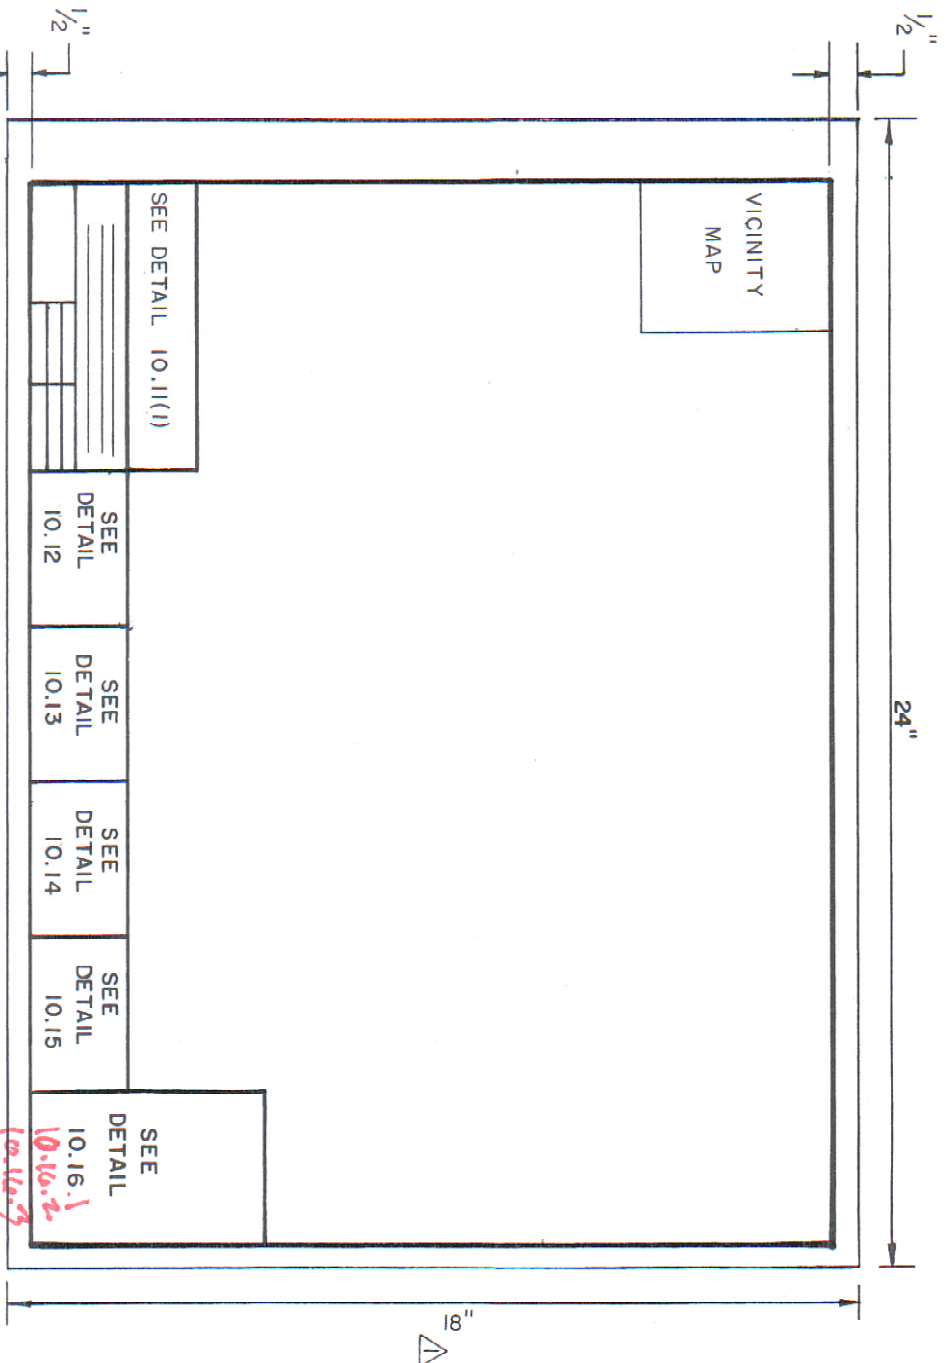 1/2"
1/2"
24"
VICINITY
MAP
SEE DETAIL 10.11(1)
SEE
DETAIL
10.12
SEE
DETAIL
10.13
SEE
DETAIL
10.14
SEE
DETAIL
10.15
SEE
DETAIL
10.16.1
10.16.2
10.16.3
18"
1